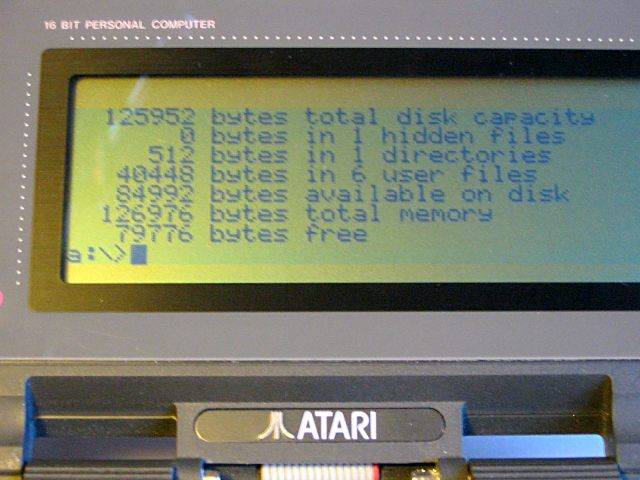 16 BIT PERSONAL COMPUTER
125952 bytes total disk capacity
0 bytes in 1 hidden files
512 bytes in 1 directories
40448 bytes in 6 user files
84992 bytes available on disk
126976 bytes total memory
79776 bytes free
a:\>
ATARI